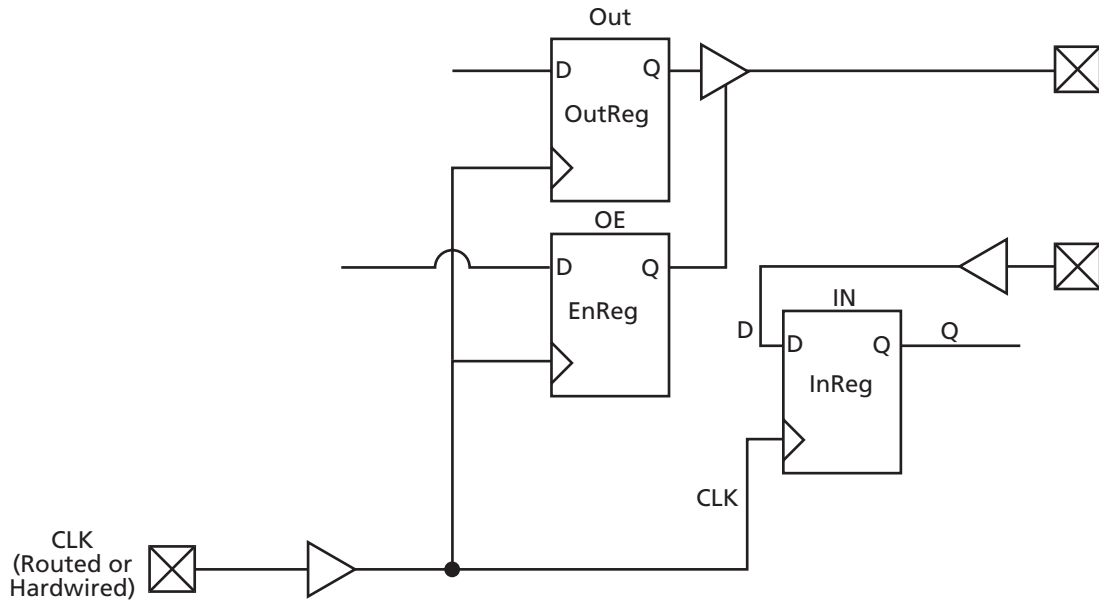 Out
D
Q
OutReg
OE
D
Q
EnReg
IN
D
D
Q
Q
InReg
CLK
CLK
(Routed or
Hardwired)